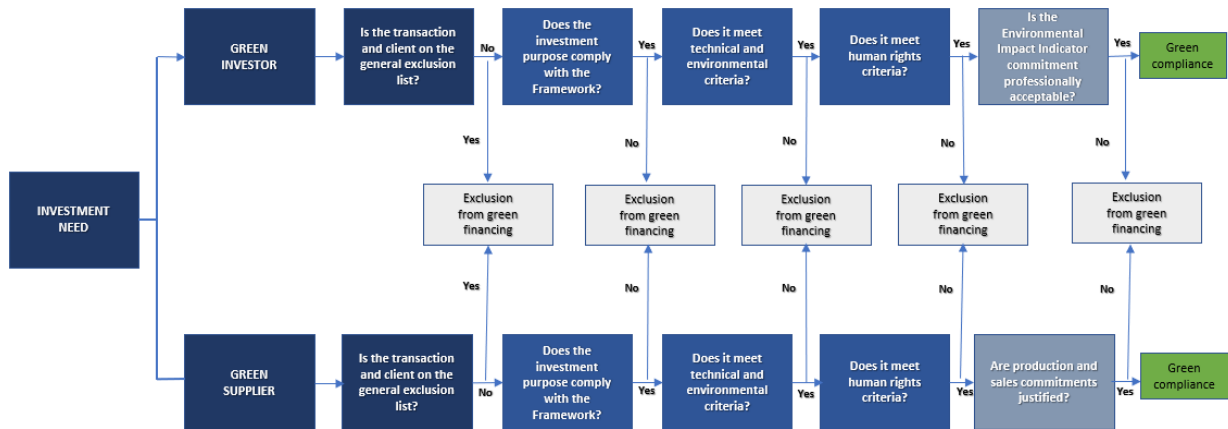 GREEN
INVESTOR
Is the transaction
and client on the
general exclusion
list?
No
Does the
investment
purpose comply
with the
Framework?
Yes
Does it meet
technical and
environmental
criteria?
Yes
Does it meet
human rights
criteria?
Yes
Is the
Environmental
Impact Indicator
commitment
professionally
acceptable?
Yes
Green
compliance
Yes
No
No
No
No
INVESTMENT
NEED
Exclusion
from green
financing
Exclusion
from green
financing
Exclusion
from green
financing
Exclusion
from green
financing
Exclusion
from green
financing
Yes
No
No
No
No
GREEN
SUPPLIER
Is the transaction
and client on the
general exclusion
list?
No
Does the
investment
purpose comply
with the
Framework?
Yes
Does it meet
technical and
environmental
criteria?
Yes
Does it meet
human rights
criteria?
Yes
Are production and
sales commitments
justified?
Yes
Green
compliance